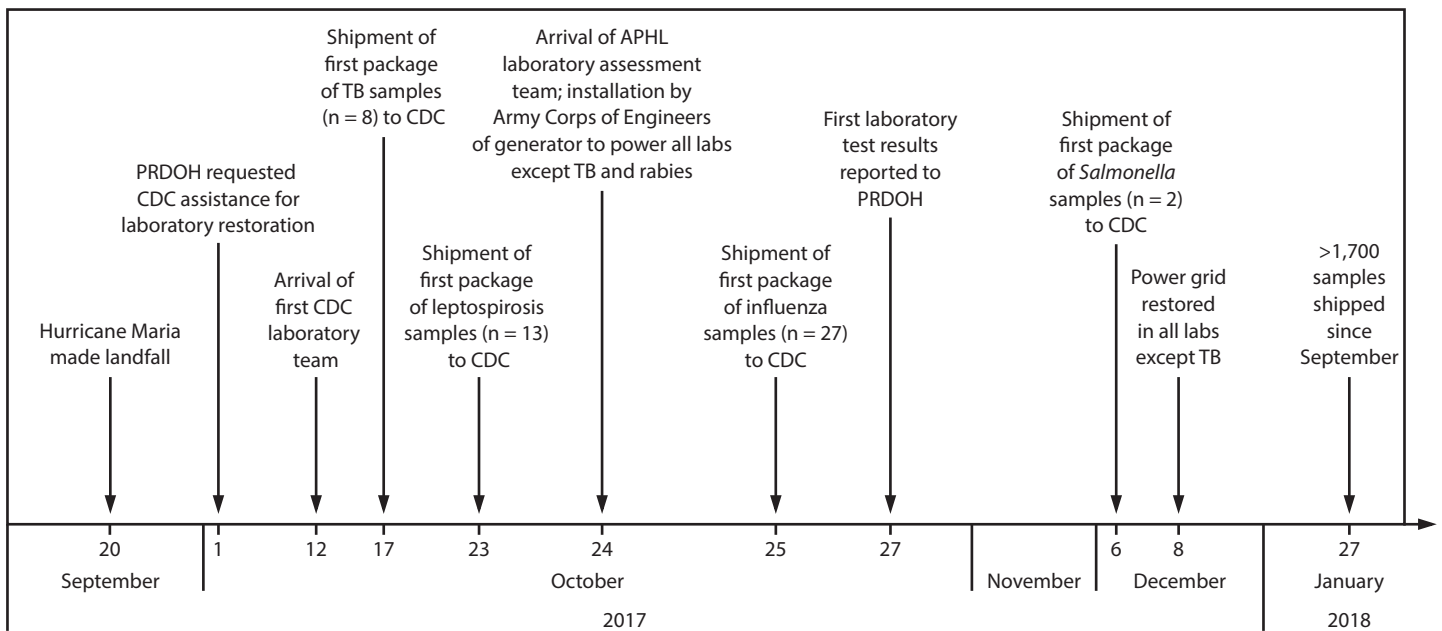 Hurricane Maria
made landfall
PRDOH requested
CDC assistance for
laboratory restoration
Arrival of
first CDC
laboratory
team
Shipment of
first package
of TB samples
(n = 8) to CDC
Shipment of
first package
of leptospirosis
samples (n = 13)
to CDC
Arrival of APHL
laboratory assessment
team; installation by
Army Corps of Engineers
of generator to power all labs
except TB and rabies
Shipment of
first package
of influenza
samples (n = 27)
to CDC
First laboratory
test results
reported to
PRDOH
Shipment of
first package
of Salmonella
samples (n = 2)
to CDC
Power grid
restored
in all labs
except TB
>1,700
samples
shipped
since
September
20 1 12 17 23 24 25 27 6 8 27
September October November December January
2017 2018